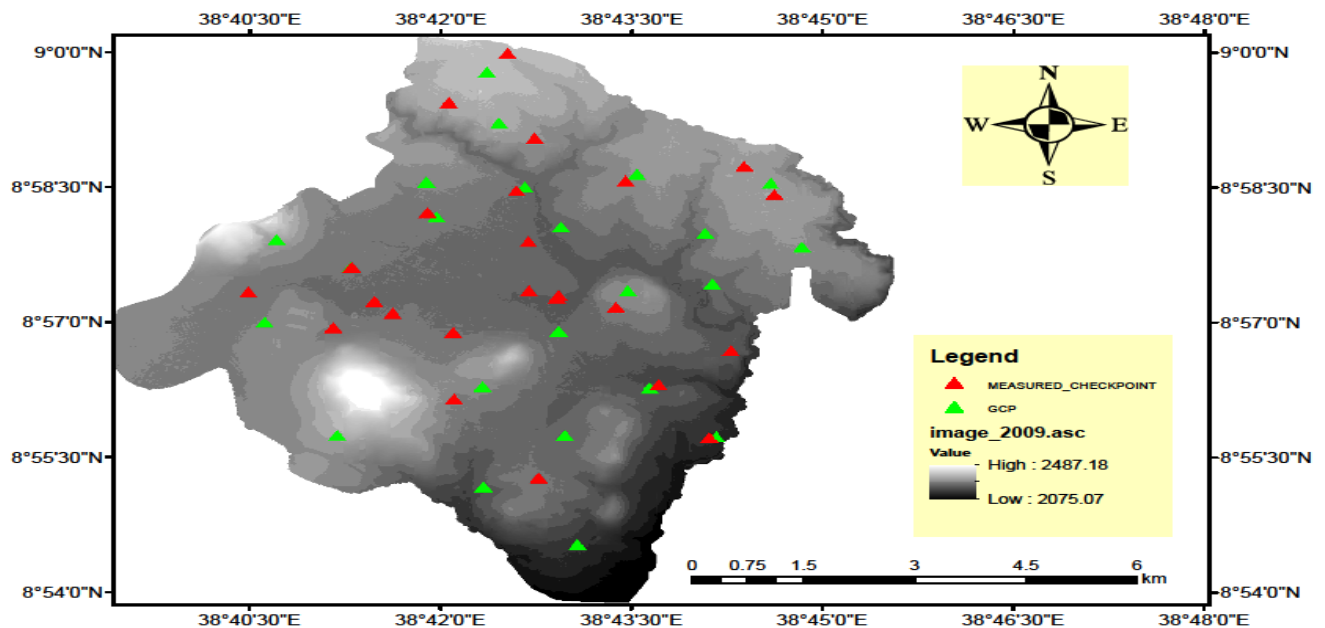 38°40'30"E 38°42'0"E 38°43'30"E 38°45'0"E 38°46'30"E 38°48'0"E
9°0'0"N 9°0'0"N
N
W E
S
8°58'30"N 8°58'30"N
8°57'0"N 8°57'0"N
Legend
MEASURED_CHECKPOINT
GCP
image_2009.asc
Value
High : 2487.18
Low : 2075.07
8°55'30"N 8°55'30"N
0 0.75 1.5 3 4.5 6
km
8°54'0"N 8°54'0"N
38°40'30"E 38°42'0"E 38°43'30"E 38°45'0"E 38°46'30"E 38°48'0"E